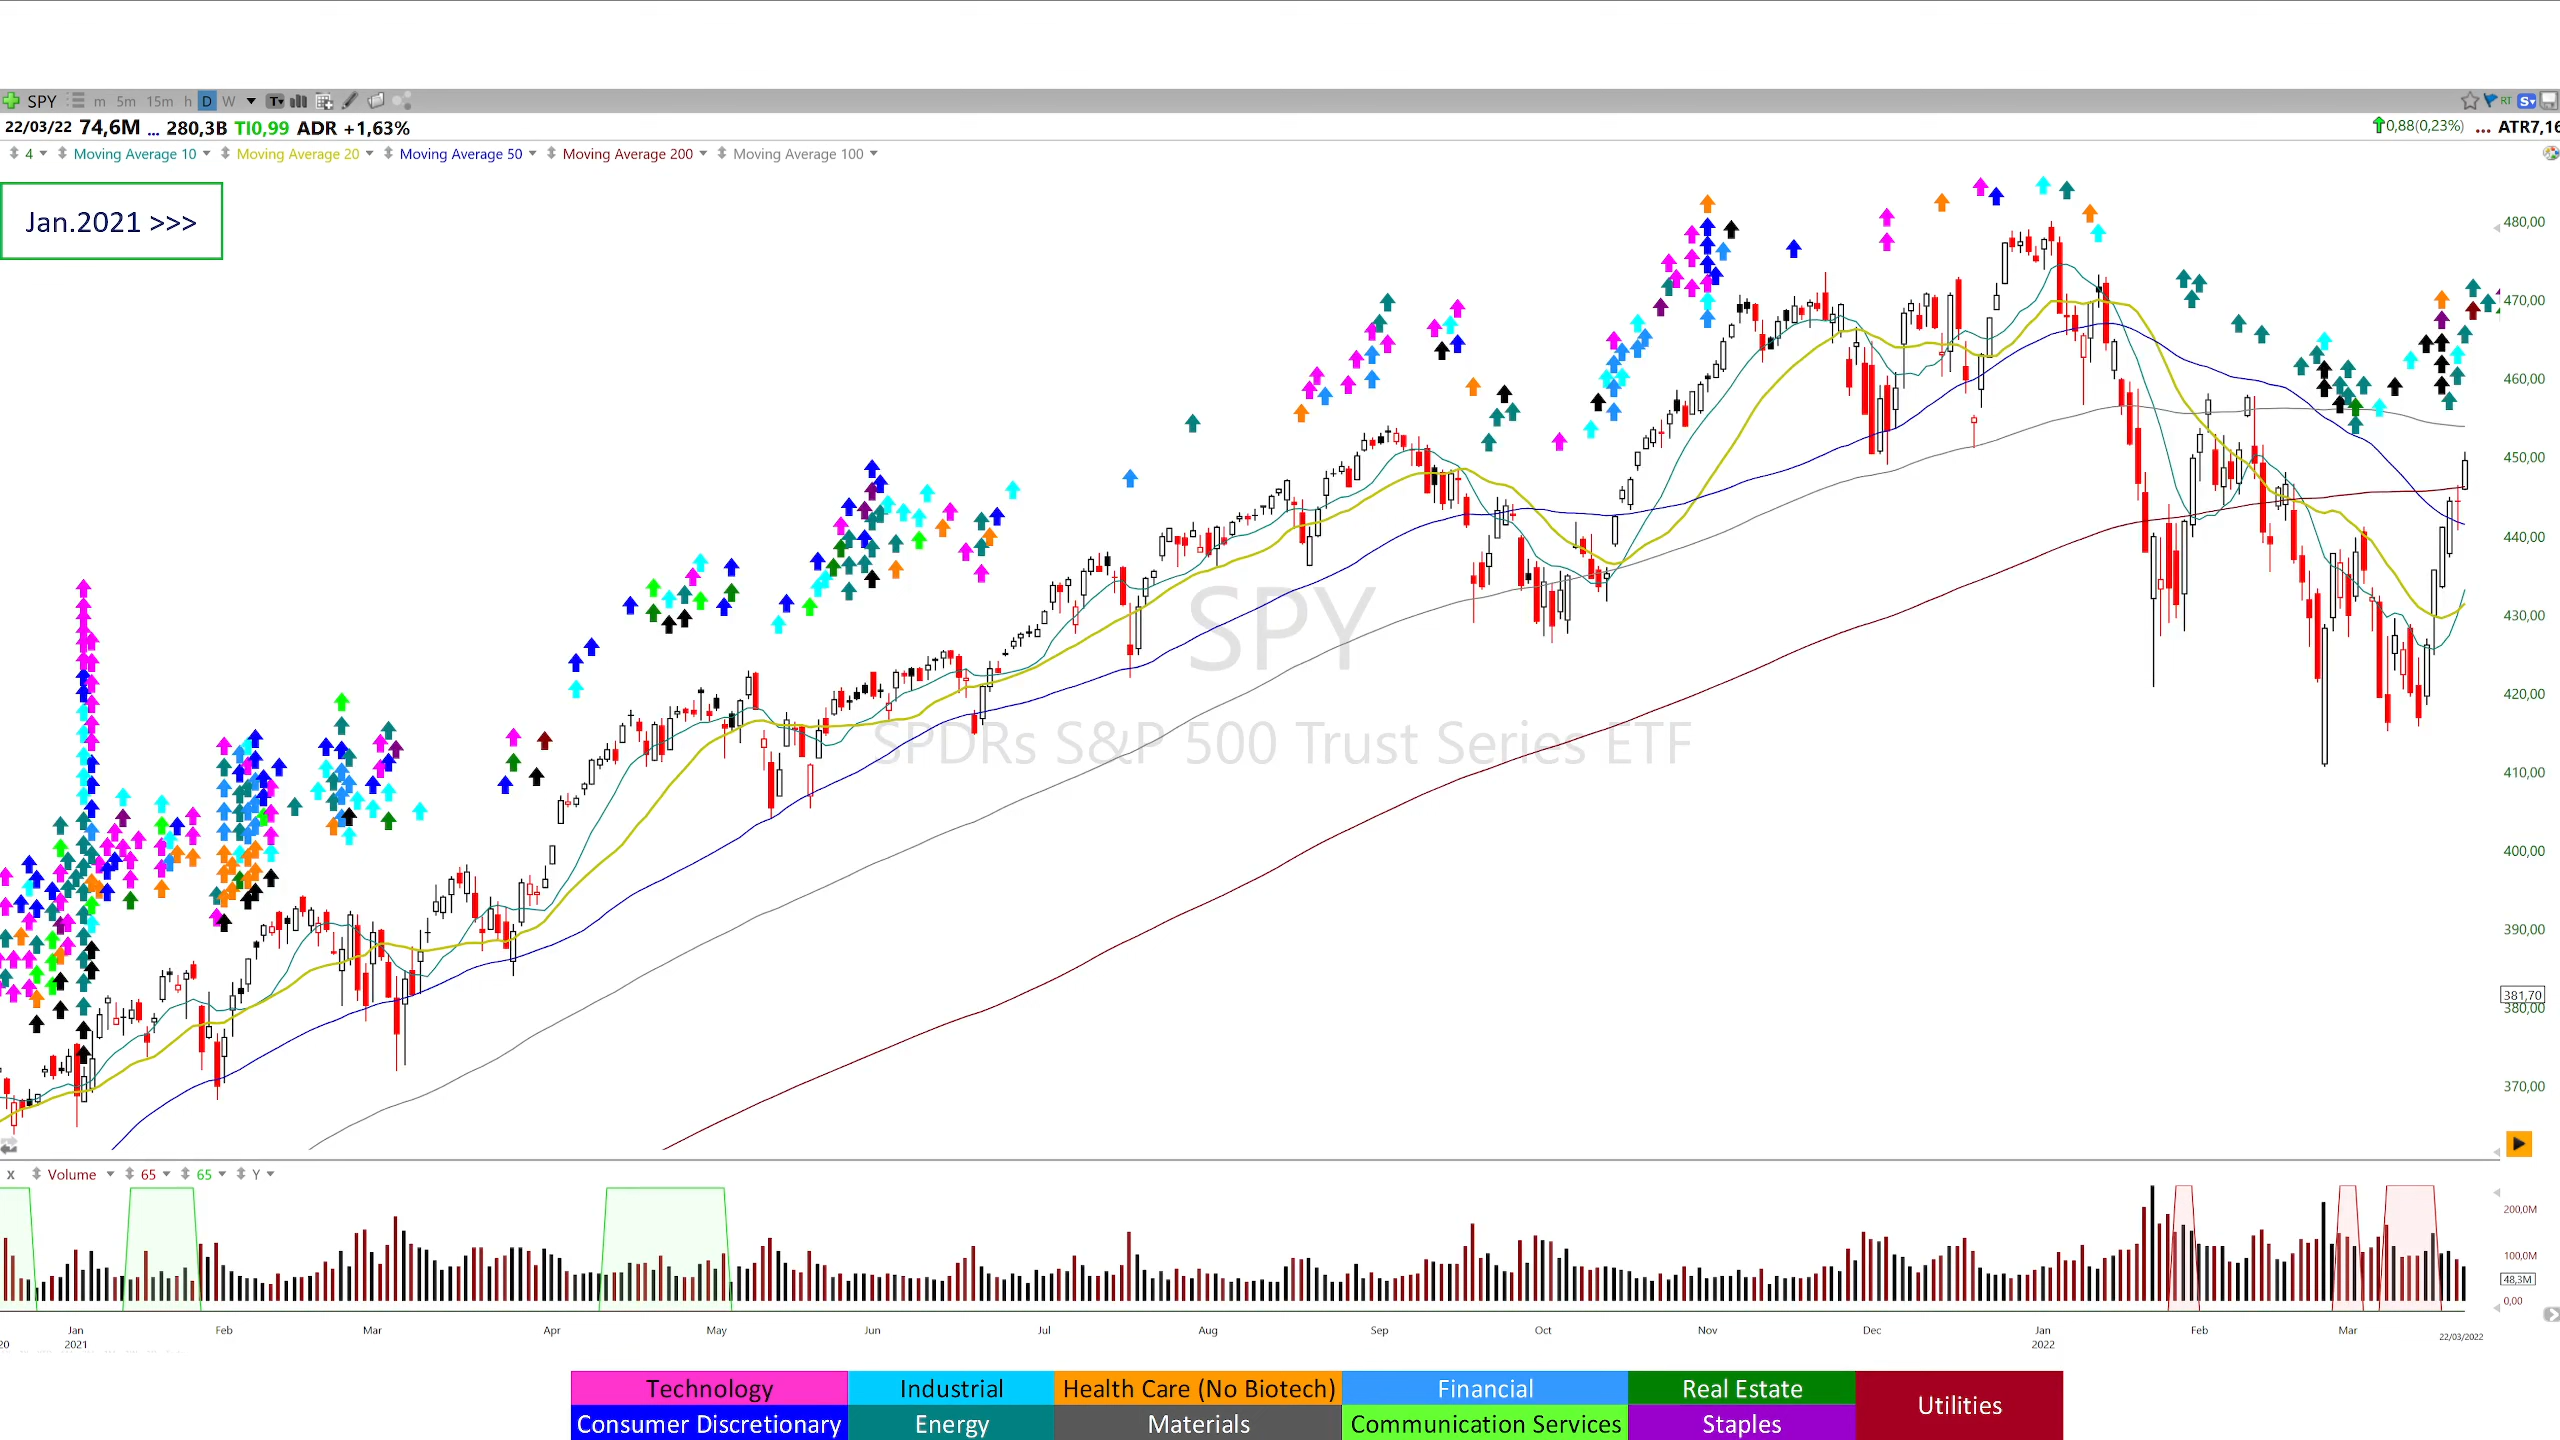 SPY m 5m 15m h D W T RT S
22/03/22 74,6M ... 280,3B TI0,99 ADR +1,63% 0,88(0,23%) ... ATR7,16
4 Moving Average 10 Moving Average 20 Moving Average 50 Moving Average 200 Moving Average 100
Jan.2021 >>>
480,00
470,00
460,00
450,00
440,00
430,00
420,00
410,00
400,00
390,00
381,70
380,00
370,00
SPY
SPDRs S&P 500 Trust Series ETF
x Volume 65 65 Y
200,0M
100,0M
48,3M
0,00
Jan Feb Mar Apr May Jun Jul Aug Sep Oct Nov Dec Jan Feb Mar 22/03/2022
20 2021 2022
Technology Industrial Health Care (No Biotech) Financial Real Estate Utilities
Consumer Discretionary Energy Materials Communication Services Staples